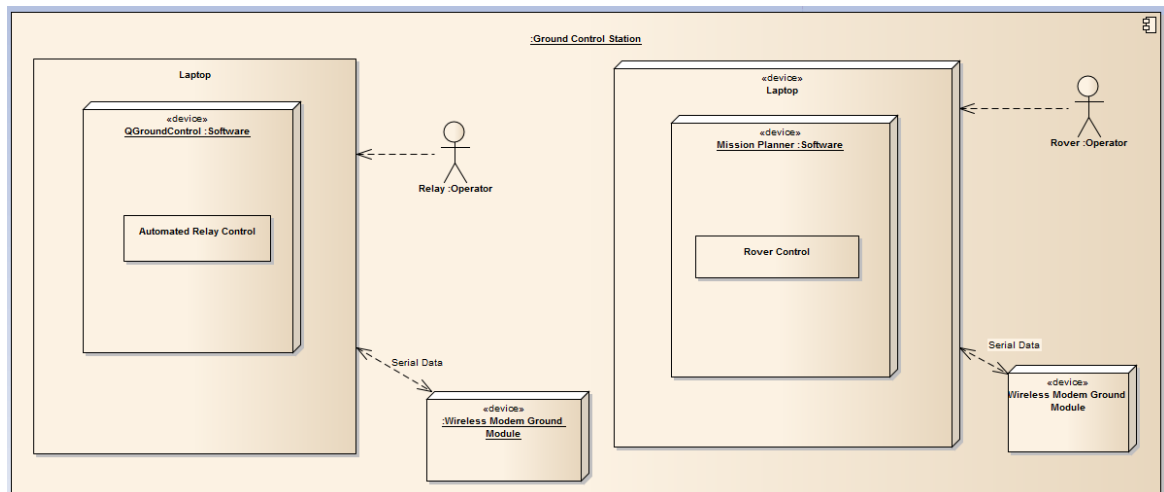 :Ground Control Station
Laptop
«device»
QGroundControl :Software
Automated Relay Control
Relay :Operator
Serial Data
«device»
:Wireless Modem Ground
Module
«device»
Laptop
«device»
Mission Planner :Software
Rover Control
Rover :Operator
Serial Data
«device»
Wireless Modem Ground
Module